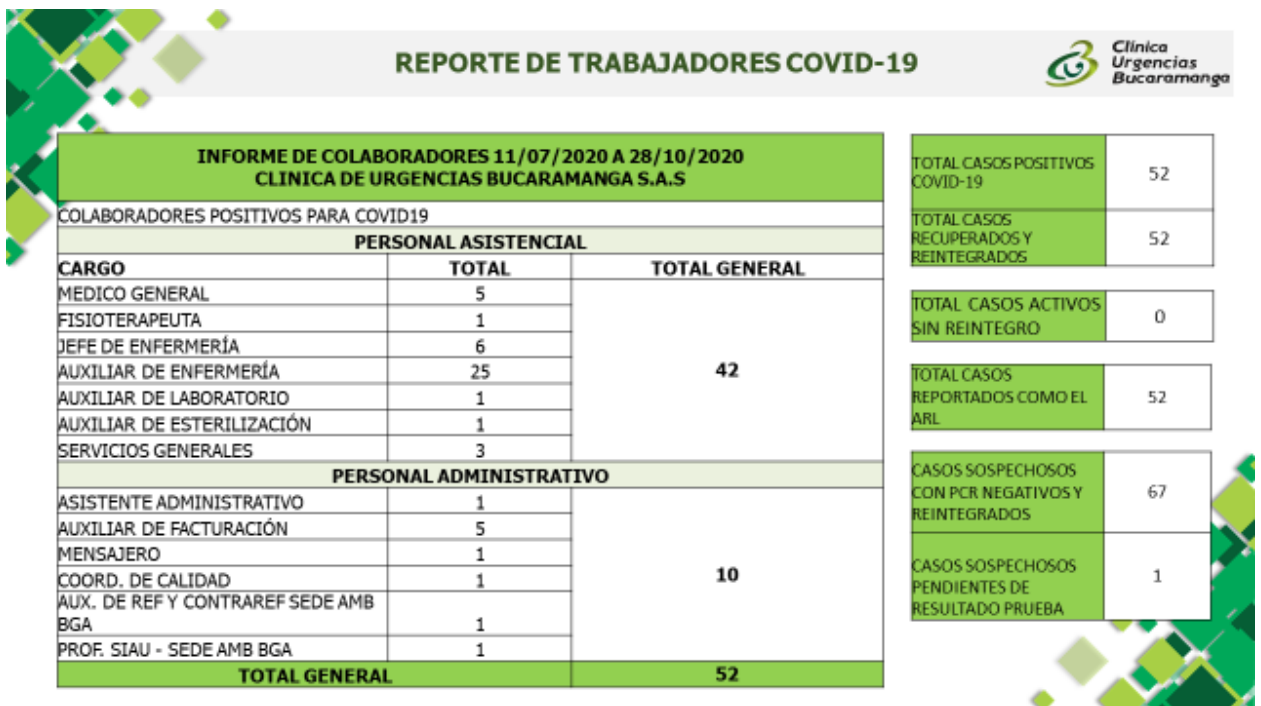 REPORTE DE TRABAJADORES COVID-19
Clínica
Urgencias
Bucaramanga
INFORME DE COLABORADORES 11/07/2020 A 28/10/2020
CLINICA DE URGENCIAS BUCARAMANGA S.A.S
COLABORADORES POSITIVOS PARA COVID19
PERSONAL ASISTENCIAL
CARGO TOTAL TOTAL GENERAL
MEDICO GENERAL 5
FISIOTERAPEUTA 1
JEFE DE ENFERMERÍA 6
AUXILIAR DE ENFERMERÍA 25 42
AUXILIAR DE LABORATORIO 1
AUXILIAR DE ESTERILIZACIÓN 1
SERVICIOS GENERALES 3
PERSONAL ADMINISTRATIVO
ASISTENTE ADMINISTRATIVO 1
AUXILIAR DE FACTURACIÓN 5
MENSAJERO 1
COORD. DE CALIDAD 1 10
AUX. DE REF Y CONTRAREF SEDE AMB
BGA 1
PROF. SIAU - SEDE AMB BGA 1
TOTAL GENERAL 52
TOTAL CASOS POSITIVOS
COVID-19 52
TOTAL CASOS
RECUPERADOS Y 52
REINTEGRADOS
TOTAL CASOS ACTIVOS
SIN REINTEGRO 0
TOTAL CASOS
REPORTADOS COMO EL 52
ARL
CASOS SOSPECHOSOS
CON PCR NEGATIVOS Y 67
REINTEGRADOS
CASOS SOSPECHOSOS
PENDIENTES DE 1
RESULTADO PRUEBA